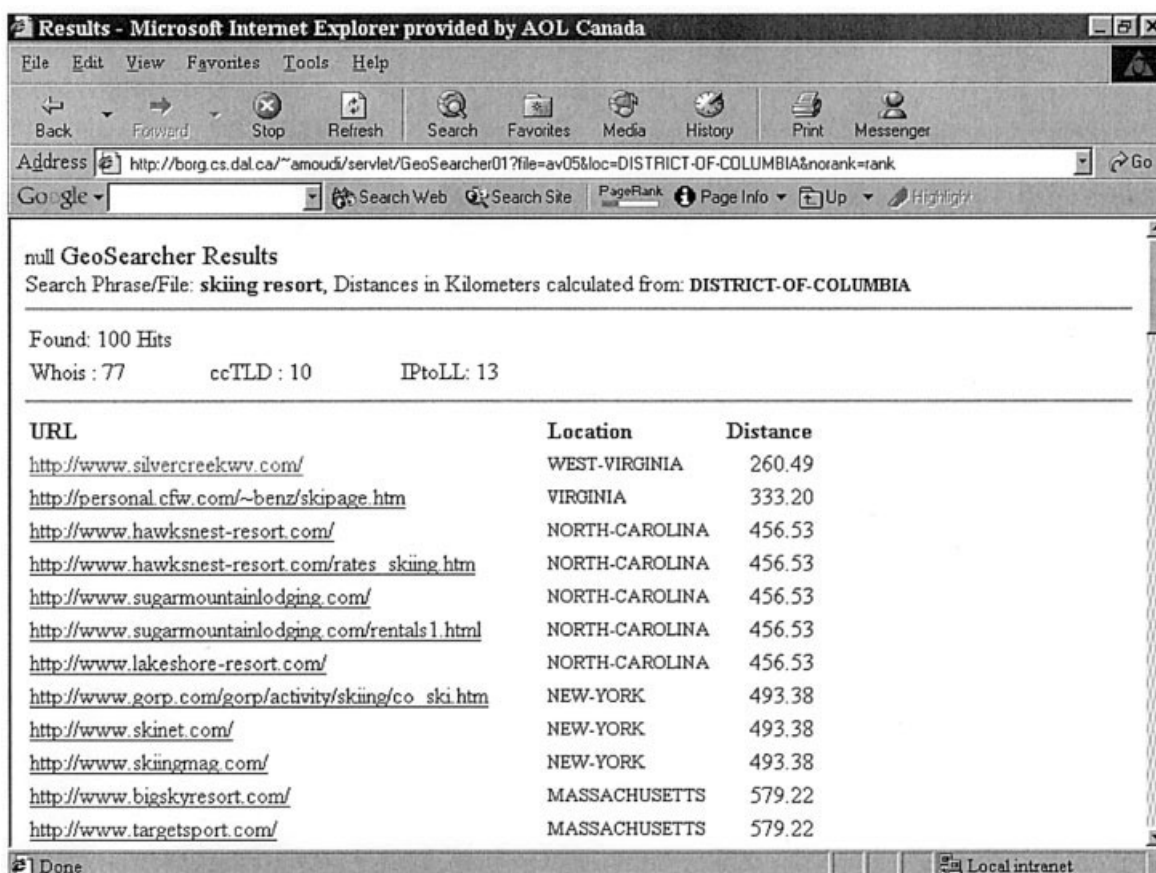 Results - Microsoft Internet Explorer provided by AOL Canada
File Edit View Favorites Tools Help
Back Forward Stop Refresh Search Favorites Media History Print Messenger
Address http://borg.cs.dal.ca/~amoudi/servlet/GeoSearcher01?file=av05&loc=DISTRICT-OF-COLUMBIA&norank=rank Go
Google Search Web Search Site PageRank Page Info Up Highlight
null GeoSearcher Results
Search Phrase/File: skiing resort, Distances in Kilometers calculated from: DISTRICT-OF-COLUMBIA
Found: 100 Hits
Whois : 77 ccTLD : 10 IPtoLL: 13
URL Location Distance
http://www.silvercreekwv.com/ WEST-VIRGINIA 260.49
http://personal.cfw.com/~benz/skipage.htm VIRGINIA 333.20
http://www.hawksnest-resort.com/ NORTH-CAROLINA 456.53
http://www.hawksnest-resort.com/rates_skiing.htm NORTH-CAROLINA 456.53
http://www.sugarmountainlodging.com/ NORTH-CAROLINA 456.53
http://www.sugarmountainlodging.com/rentals1.html NORTH-CAROLINA 456.53
http://www.lakeshore-resort.com/ NORTH-CAROLINA 456.53
http://www.gorp.com/gorp/activity/skiing/co_ski.htm NEW-YORK 493.38
http://www.skinet.com/ NEW-YORK 493.38
http://www.skiingmag.com/ NEW-YORK 493.38
http://www.bigskyresort.com/ MASSACHUSETTS 579.22
http://www.targetsport.com/ MASSACHUSETTS 579.22
Done Local intranet